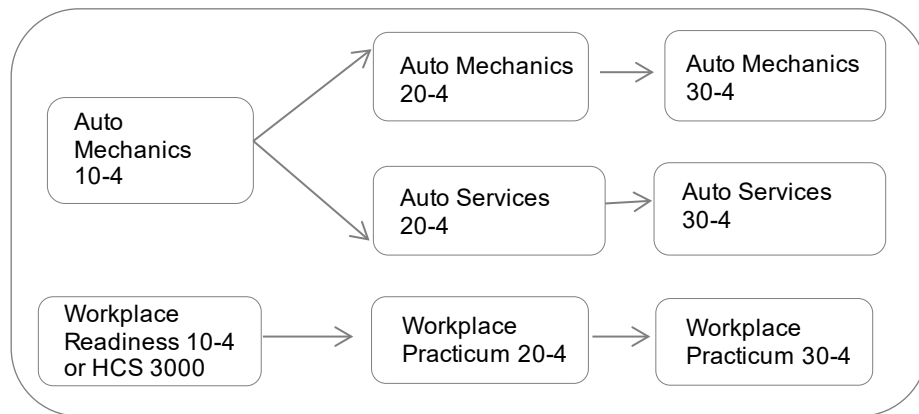 Auto
Mechanics
10-4
Auto Mechanics
20-4
Auto Mechanics
30-4
Auto Services
20-4
Auto Services
30-4
Workplace
Readiness 10-4
or HCS 3000
Workplace
Practicum 20-4
Workplace
Practicum 30-4